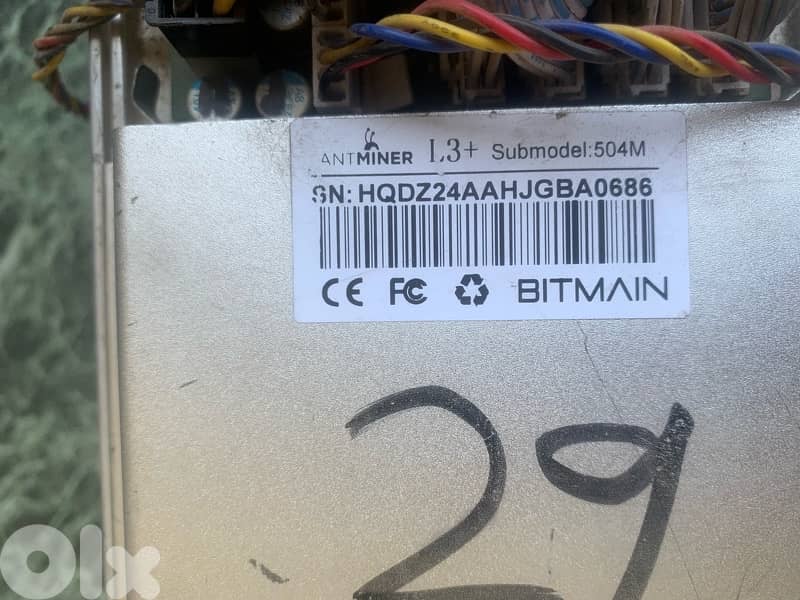 ANTMINER L3+ Submodel:504M
SN: HQDZ24AAHJGBA0686
CE FC BITMAIN
29
Olx